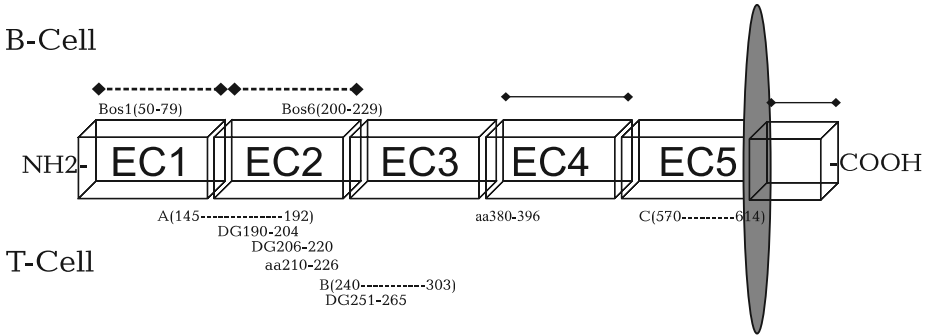 B-Cell
Bos1(50-79) Bos6(200-229)
NH2- EC1 EC2 EC3 EC4 EC5 -COOH
A(145-------------192) aa380-396 C(570---------614)
DG190-204
DG206-220
T-Cell
aa210-226
B(240-----------303)
DG251-265